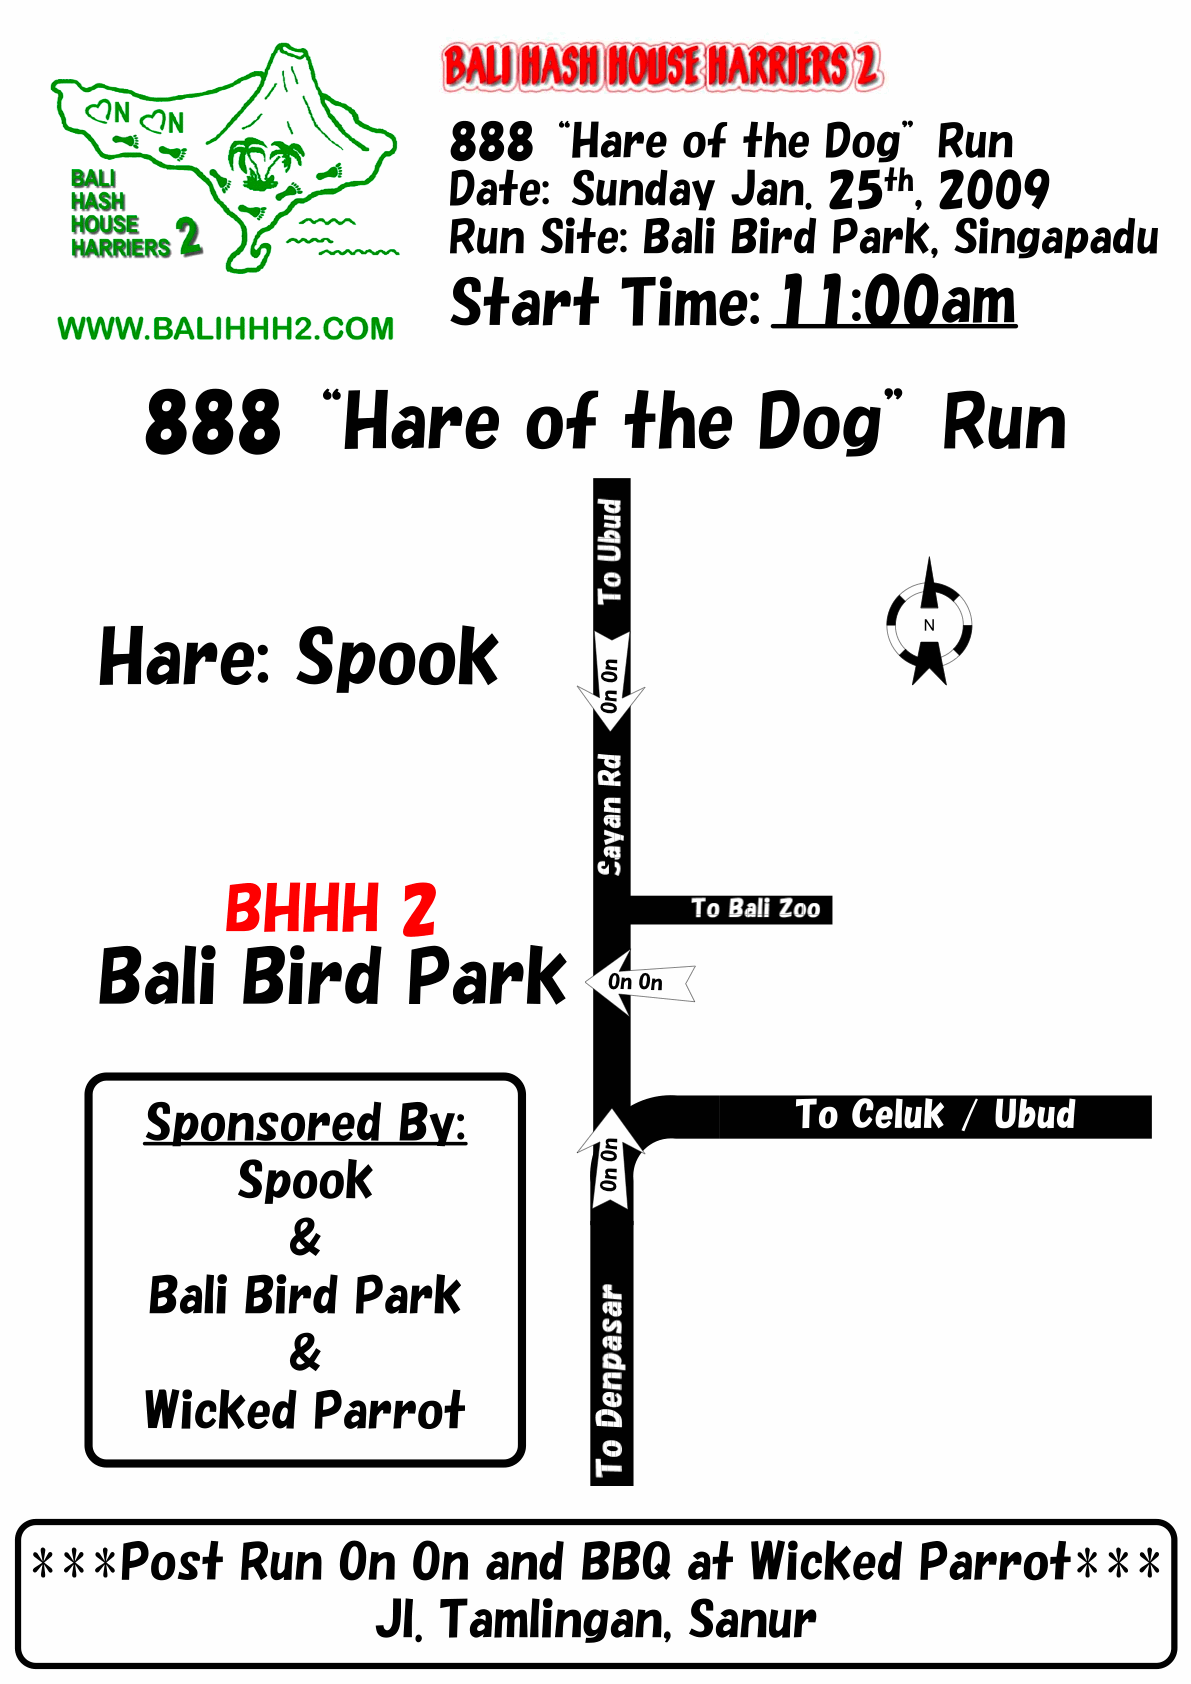 BALI HASH HOUSE HARRIERS 2
N
N
BALI
HASH
HOUSE
HARRIERS 2
WWW.BALIHHH2.COM
888 “Hare of the Dog” Run
Date: Sunday Jan. 25th, 2009
Run Site: Bali Bird Park, Singapadu
Start Time: 11:00am
888 “Hare of the Dog” Run
To Ubud
N
Hare: Spook
On On
Sayan Rd
BHHH 2
To Bali Zoo
Bali Bird Park
On On
To Celuk / Ubud
On On
Sponsored By:
Spook
&
Bali Bird Park
&
Wicked Parrot
To Denpasar
***Post Run On On and BBQ at Wicked Parrot***
Jl. Tamlingan, Sanur